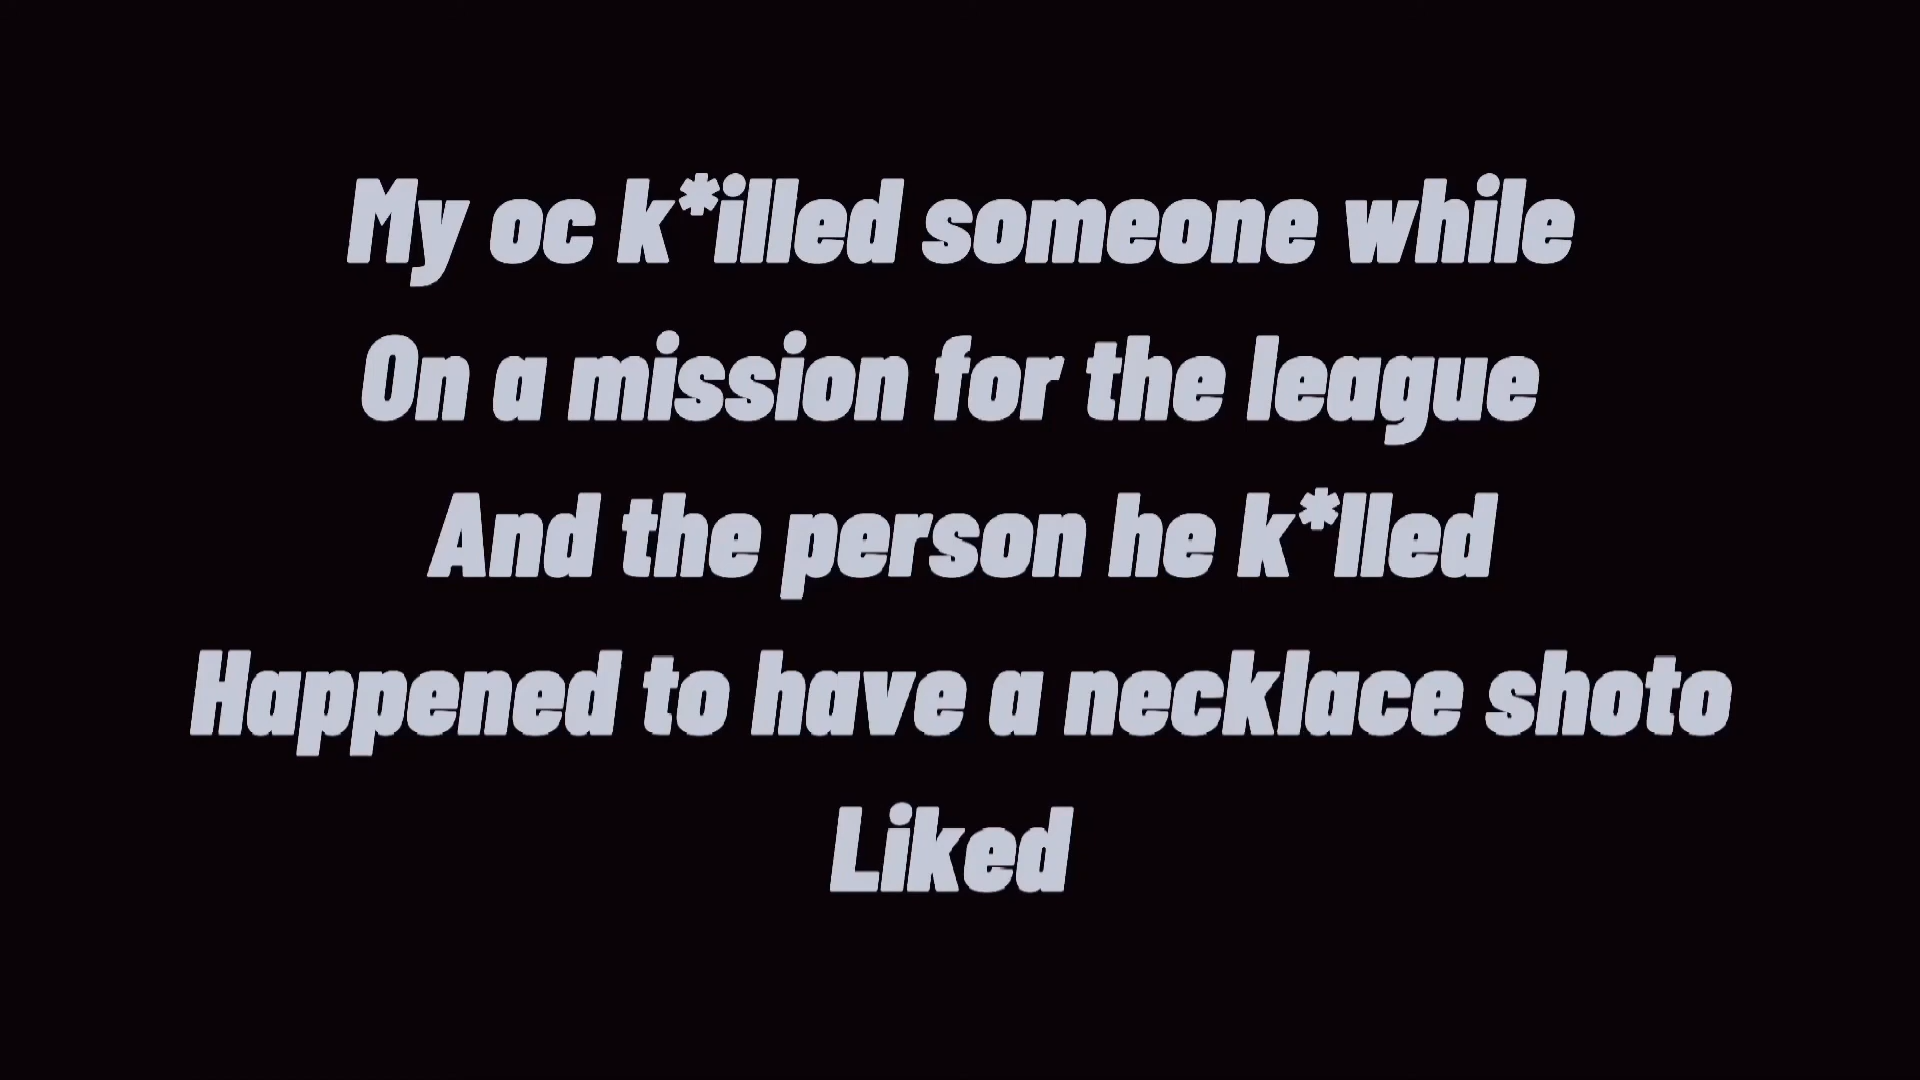 My oc k*illed someone while
On a mission for the league
And the person he k*lled
Happened to have a necklace shoto
Liked